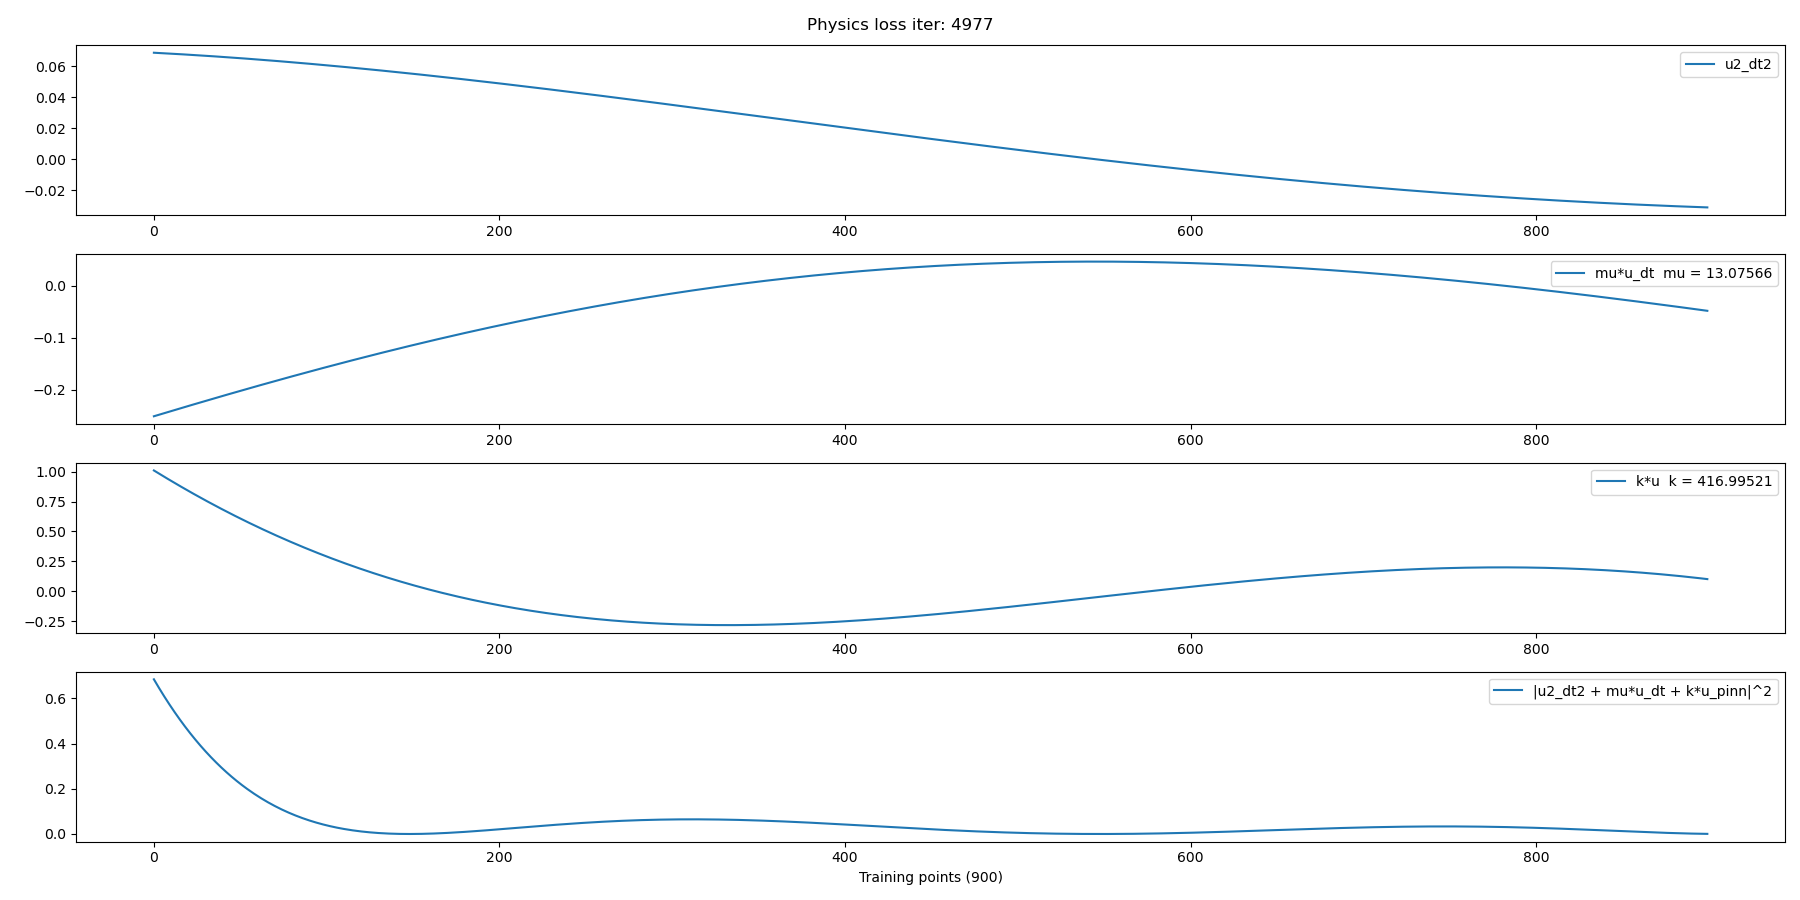 Physics loss iter: 4977
0.06
0.04
0.02
0.00
−0.02
u2_dt2
0 200 400 600 800
0.0
−0.1
−0.2
mu*u_dt mu = 13.07566
0 200 400 600 800
1.00
0.75
0.50
0.25
0.00
−0.25
k*u k = 416.99521
0 200 400 600 800
0.6
0.4
0.2
0.0
|u2_dt2 + mu*u_dt + k*u_pinn|^2
0 200 400 600 800
Training points (900)